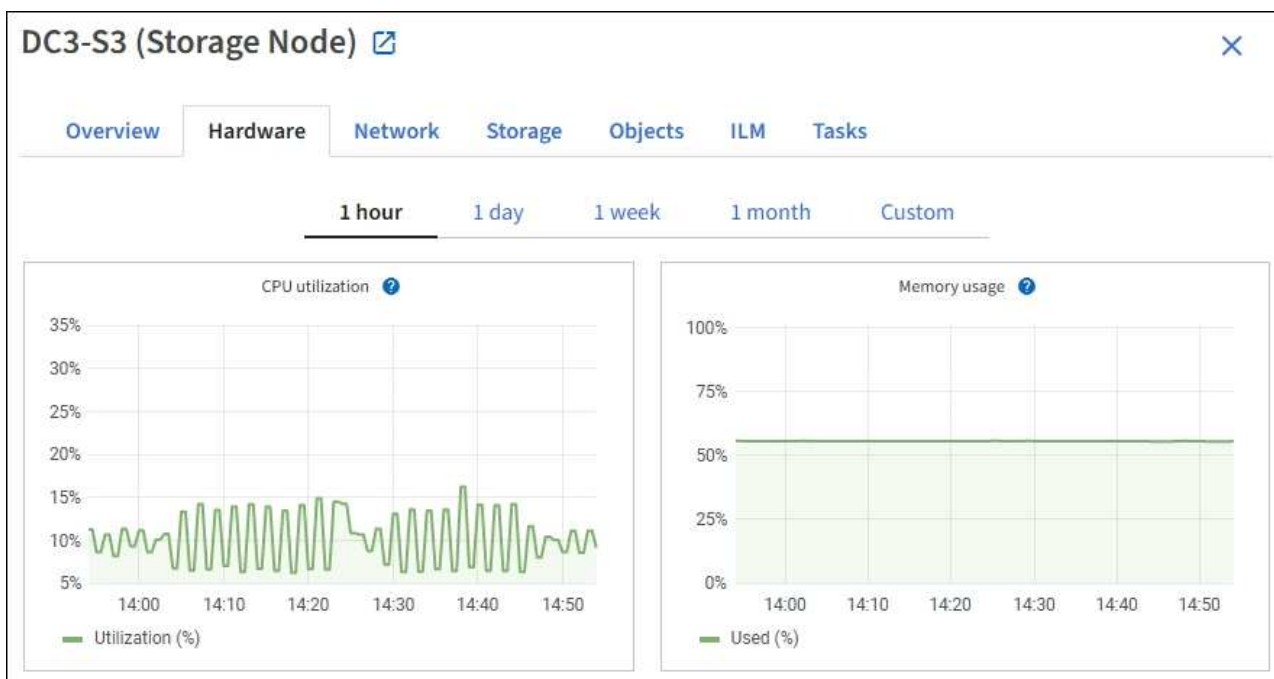 DC3-S3 (Storage Node)
Overview Hardware Network Storage Objects ILM Tasks
1 hour 1 day 1 week 1 month Custom
CPU utilization ?
35%
30%
25%
20%
15%
10%
5%
14:00 14:10 14:20 14:30 14:40 14:50
Utilization (%)
Memory usage ?
100%
75%
50%
25%
0%
14:00 14:10 14:20 14:30 14:40 14:50
Used (%)